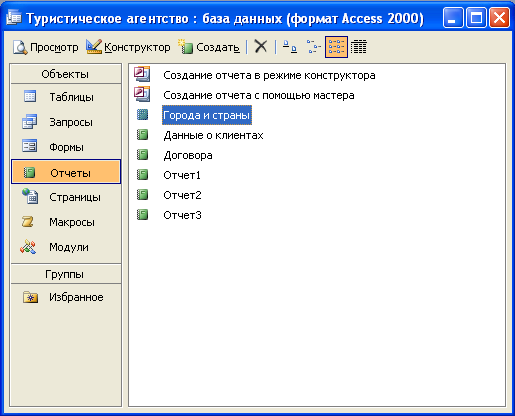 Туристическое агентство : база данных (формат Access 2000)
Просмотр Конструктор Создать
Объекты
Таблицы
Запросы
Формы
Отчеты
Страницы
Макросы
Модули
Группы
Избранное
Создание отчета в режиме конструктора
Создание отчета с помощью мастера
Города и страны
Данные о клиентах
Договора
Отчет1
Отчет2
Отчет3